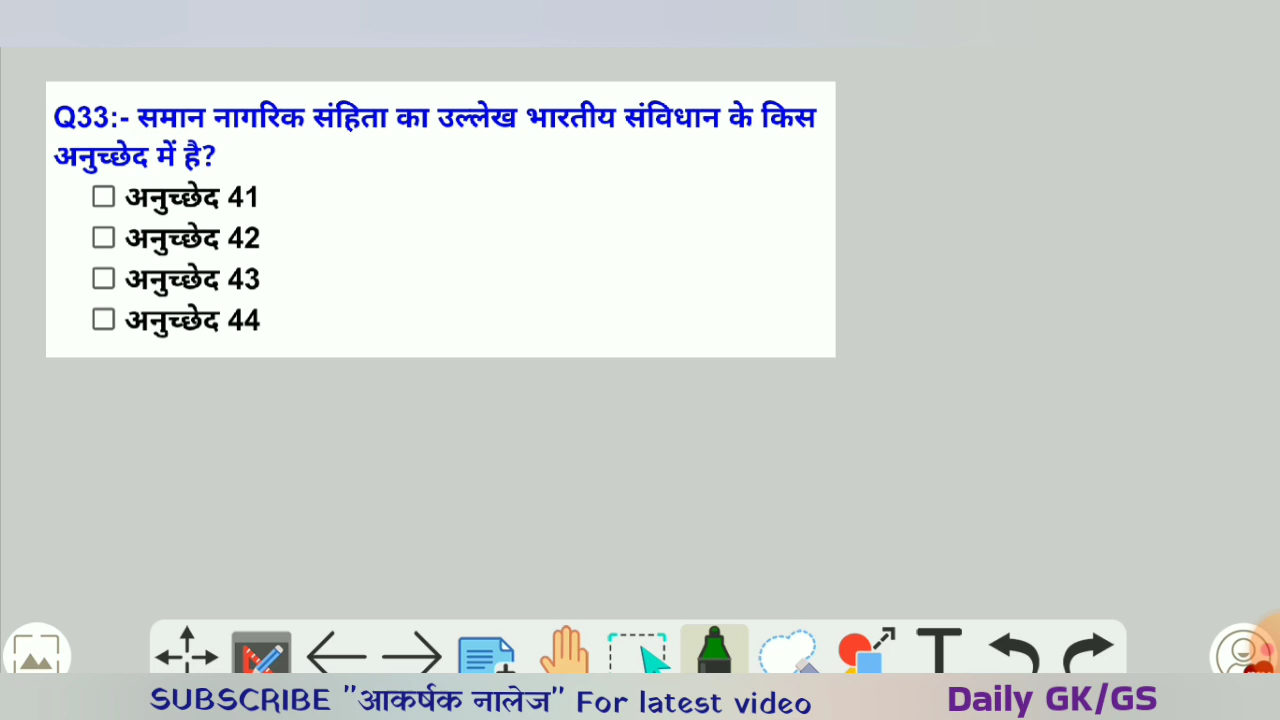 Q33:- समान नागरिक संहिता का उल्लेख भारतीय संविधान के किस
अनुच्छेद में है?
अनुच्छेद 41
अनुच्छेद 42
अनुच्छेद 43
अनुच्छेद 44
T
SUBSCRIBE "आकर्षक नालेज" For latest video
Daily GK/GS